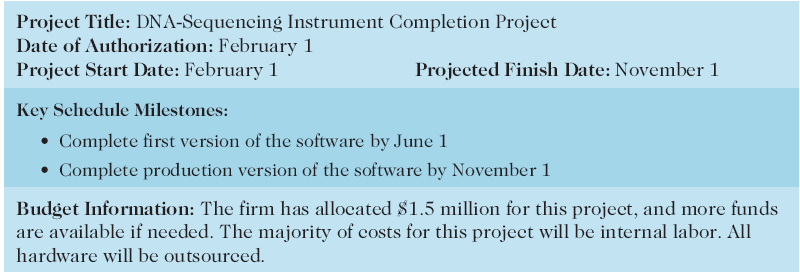 Project Title: DNA-Sequencing Instrument Completion Project
Date of Authorization: February 1
Project Start Date: February 1 Projected Finish Date: November 1
Key Schedule Milestones:
• Complete first version of the software by June 1
• Complete production version of the software by November 1
Budget Information: The firm has allocated $1.5 million for this project, and more funds
are available if needed. The majority of costs for this project will be internal labor. All
hardware will be outsourced.